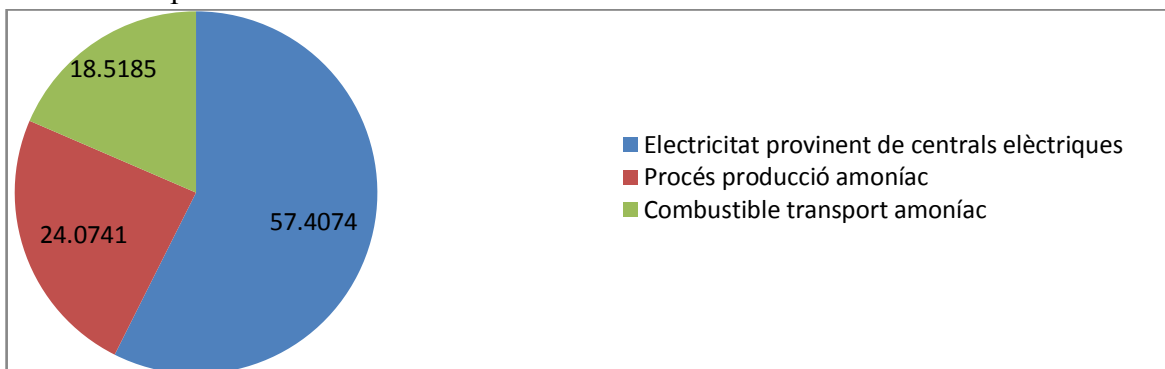 18.5185
57.4074
24.0741
Electricitat provinent de centrals elèctriques
Procés producció amoníac
Combustible transport amoníac